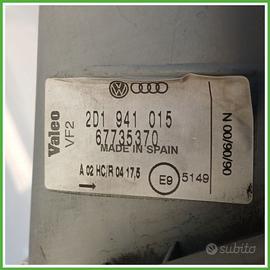 Valeo
VF2
2D1 941 015
67735370
MADE IN SPAIN
A 02 HC/R 04 17,5
E9 5149
06/06/00 N
subito